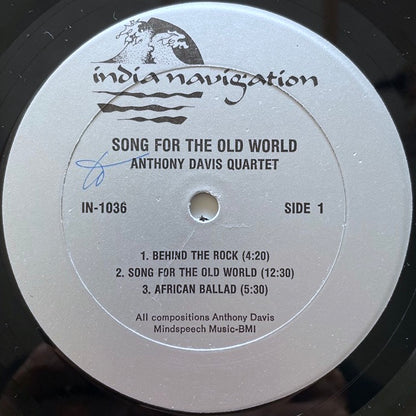 india navigation
SONG FOR THE OLD WORLD
ANTHONY DAVIS QUARTET
IN-1036 SIDE 1
1. BEHIND THE ROCK (4:20)
2. SONG FOR THE OLD WORLD (12:30)
3. AFRICAN BALLAD (5:30)
All compositions Anthony Davis
Mindspeech Music-BMI